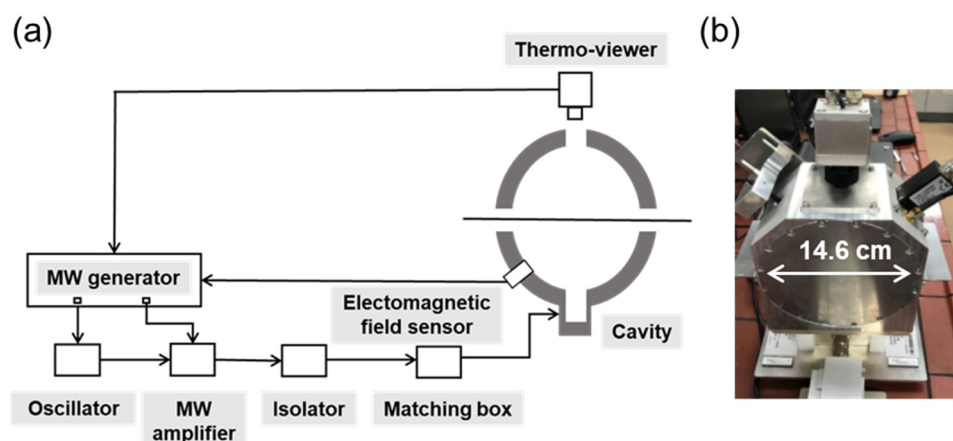 (a)
(b)
Thermo-viewer
MW generator
14.6 cm
Electomagnetic
field sensor
Cavity
Oscillator
MW
amplifier
Isolator
Matching box